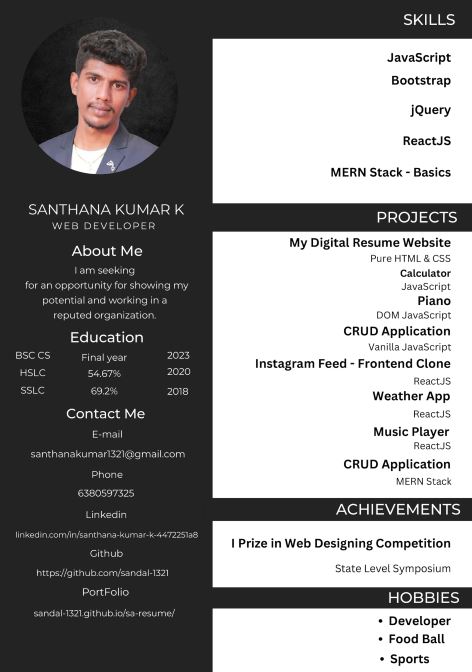 SANTHANA KUMAR K
WEB DEVELOPER
About Me
I am seeking
for an opportunity for showing my
potential and working in a
reputed organization.
Education
BSC CS Final year 2023
HSLC 54.67% 2020
SSLC 69.2% 2018
Contact Me
E-mail
santhanakumar1321@gmail.com
Phone
6380597325
Linkedin
linkedin.com/in/santhana-kumar-k-4472251a8
Github
https://github.com/sandal-1321
PortFolio
sandal-1321.github.io/sa-resume/
SKILLS
JavaScript
Bootstrap
jQuery
ReactJS
MERN Stack - Basics
PROJECTS
My Digital Resume Website
Pure HTML & CSS
Calculator
JavaScript
Piano
DOM JavaScript
CRUD Application
Vanilla JavaScript
Instagram Feed - Frontend Clone
ReactJS
Weather App
ReactJS
Music Player
ReactJS
CRUD Application
MERN Stack
ACHIEVEMENTS
I Prize in Web Designing Competition
State Level Symposium
HOBBIES
• Developer
• Food Ball
• Sports